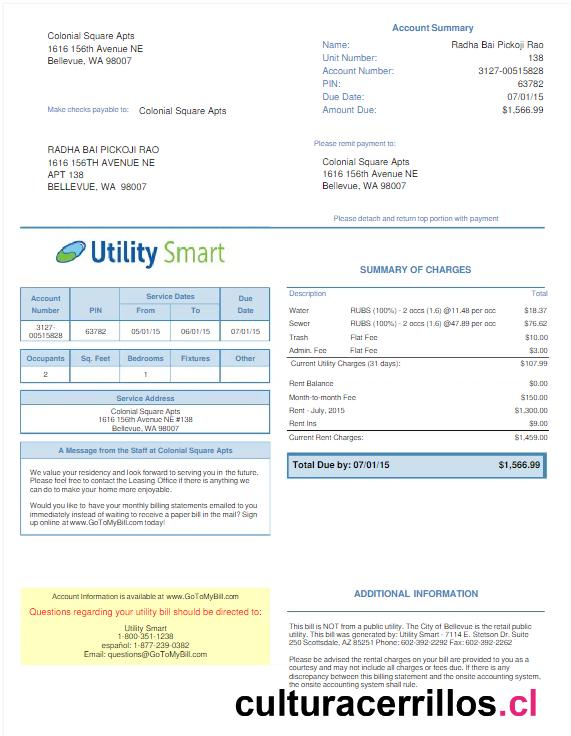 Colonial Square Apts
1616 156th Avenue NE
Bellevue, WA 98007
Make checks payable to: Colonial Square Apts
RADHA BAI PICKOJI RAO
1616 156TH AVENUE NE
APT 138
BELLEVUE, WA 98007
Account Summary
Name: Radha Bai Pickoji Rao
Unit Number: 138
Account Number: 3127-00515828
PIN: 63782
Due Date: 07/01/15
Amount Due: $1,566.99
Please remit payment to:
Colonial Square Apts
1616 156th Avenue NE
Bellevue, WA 98007
Please detach and return top portion with payment
Utility Smart
Account Number PIN Service Dates From To Due Date
3127-00515828 63782 05/01/15 06/01/15 07/01/15
Occupants Sq. Feet Bedrooms Fixtures Other
2 1
Service Address
Colonial Square Apts
1616 156th Avenue NE #138
Bellevue, WA 98007
A Message from the Staff at Colonial Square Apts
We value your residency and look forward to serving you in the future.
Please feel free to contact the Leasing Office if there is anything we
can do to make your home more enjoyable.
Would you like to have your monthly billing statements emailed to you
immediately instead of waiting to receive a paper bill in the mail? Sign
up online at www.GoToMyBill.com today!
SUMMARY OF CHARGES
Description Total
Water RUBS (100%) - 2 occs (1.6) @11.48 per occ $18.37
Sewer RUBS (100%) - 2 occs (1.6) @47.89 per occ $76.62
Trash Flat Fee $10.00
Admin. Fee Flat Fee $3.00
Current Utility Charges (31 days): $107.99
Rent Balance $0.00
Month-to-month Fee $150.00
Rent - July, 2015 $1,300.00
Rent Ins $9.00
Current Rent Charges: $1,459.00
Total Due by: 07/01/15 $1,566.99
Account Information is available at www.GoToMyBill.com
Questions regarding your utility bill should be directed to:
Utility Smart
1-800-351-1238
español: 1-877-239-0382
Email: questions@GoToMyBill.com
ADDITIONAL INFORMATION
This bill is NOT from a public utility. The City of Bellevue is the retail public
utility. This bill was generated by: Utility Smart - 7114 E. Stetson Dr. Suite
250 Scottsdale, AZ 85251 Phone: 602-392-2292 Fax: 602-392-2262
Please be advised the rental charges on your bill are provided to you as a
courtesy and may not include all charges or fees due. If there is any
discrepancy between this billing statement and the onsite accounting system,
the onsite accounting system shall rule.
culturacerrillos.cl